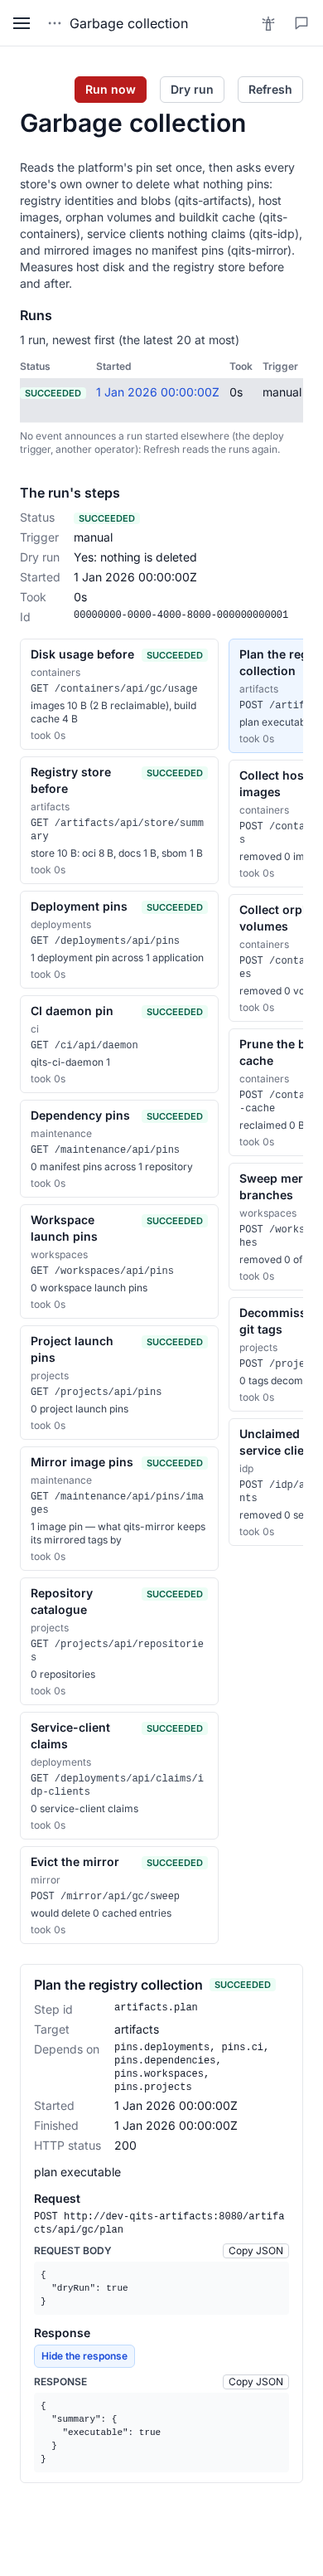 Garbage collection
Run now
Dry run
Refresh
Garbage collection
Reads the platform's pin set once, then asks every
store's own owner to delete what nothing pins:
registry identities and blobs (qits-artifacts), host
images, orphan volumes and buildkit cache (qits-
containers), service clients nothing claims (qits-idp),
and mirrored images no manifest pins (qits-mirror).
Measures host disk and the registry store before
and after.
Runs
1 run, newest first (the latest 20 at most)
Status Started Took Trigger
SUCCEEDED 1 Jan 2026 00:00:00Z 0s manual
No event announces a run started elsewhere (the deploy
trigger, another operator): Refresh reads the runs again.
The run's steps
Status SUCCEEDED
Trigger manual
Dry run Yes: nothing is deleted
Started 1 Jan 2026 00:00:00Z
Took 0s
Id 00000000-0000-4000-8000-000000000001
Disk usage before SUCCEEDED
containers
GET /containers/api/gc/usage
images 10 B (2 B reclaimable), build
cache 4 B
took 0s
Registry store
before
SUCCEEDED
artifacts
GET /artifacts/api/store/summ
ary
store 10 B: oci 8 B, docs 1 B, sbom 1 B
took 0s
Deployment pins SUCCEEDED
deployments
GET /deployments/api/pins
1 deployment pin across 1 application
took 0s
CI daemon pin SUCCEEDED
ci
GET /ci/api/daemon
qits-ci-daemon 1
took 0s
Dependency pins SUCCEEDED
maintenance
GET /maintenance/api/pins
0 manifest pins across 1 repository
took 0s
Workspace
launch pins
SUCCEEDED
workspaces
GET /workspaces/api/pins
0 workspace launch pins
took 0s
Project launch
pins
SUCCEEDED
projects
GET /projects/api/pins
0 project launch pins
took 0s
Mirror image pins SUCCEEDED
maintenance
GET /maintenance/api/pins/ima
ges
1 image pin — what qits-mirror keeps
its mirrored tags by
took 0s
Repository
catalogue
SUCCEEDED
projects
GET /projects/api/repositorie
s
0 repositories
took 0s
Service-client
claims
SUCCEEDED
deployments
GET /deployments/api/claims/i
dp-clients
0 service-client claims
took 0s
Evict the mirror SUCCEEDED
mirror
POST /mirror/api/gc/sweep
would delete 0 cached entries
took 0s
Plan the reg
collection
artifacts
POST /artif
plan executab
took 0s
Collect hos
images
containers
POST /conta
s
removed 0 im
took 0s
Collect orp
volumes
containers
POST /conta
es
removed 0 vo
took 0s
Prune the b
cache
containers
POST /conta
-cache
reclaimed 0 B
took 0s
Sweep mer
branches
workspaces
POST /works
hes
removed 0 of
took 0s
Decommiss
git tags
projects
POST /proje
0 tags decom
took 0s
Unclaimed
service clie
idp
POST /idp/a
nts
removed 0 se
took 0s
Plan the registry collection SUCCEEDED
Step id artifacts.plan
Target artifacts
Depends on pins.deployments, pins.ci,
pins.dependencies,
pins.workspaces,
pins.projects
Started 1 Jan 2026 00:00:00Z
Finished 1 Jan 2026 00:00:00Z
HTTP status 200
plan executable
Request
POST http://dev-qits-artifacts:8080/artifa
cts/api/gc/plan
REQUEST BODY Copy JSON
{
"dryRun": true
}
Response
Hide the response
RESPONSE Copy JSON
{
"summary": {
"executable": true
}
}